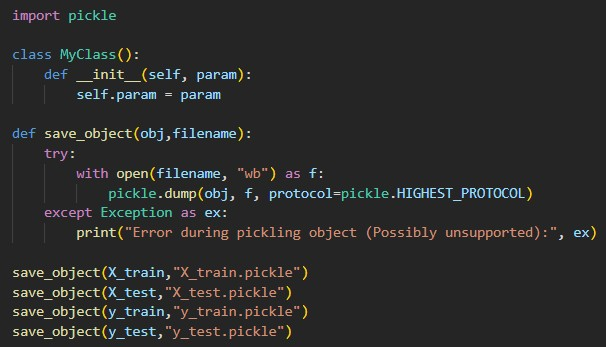 import pickle
class MyClass():
def __init__(self, param):
self.param = param
def save_object(obj,filename):
try:
with open(filename, "wb") as f:
pickle.dump(obj, f, protocol=pickle.HIGHEST_PROTOCOL)
except Exception as ex:
print("Error during pickling object (Possibly unsupported):", ex)
save_object(X_train,"X_train.pickle")
save_object(X_test,"X_test.pickle")
save_object(y_train,"y_train.pickle")
save_object(y_test,"y_test.pickle")